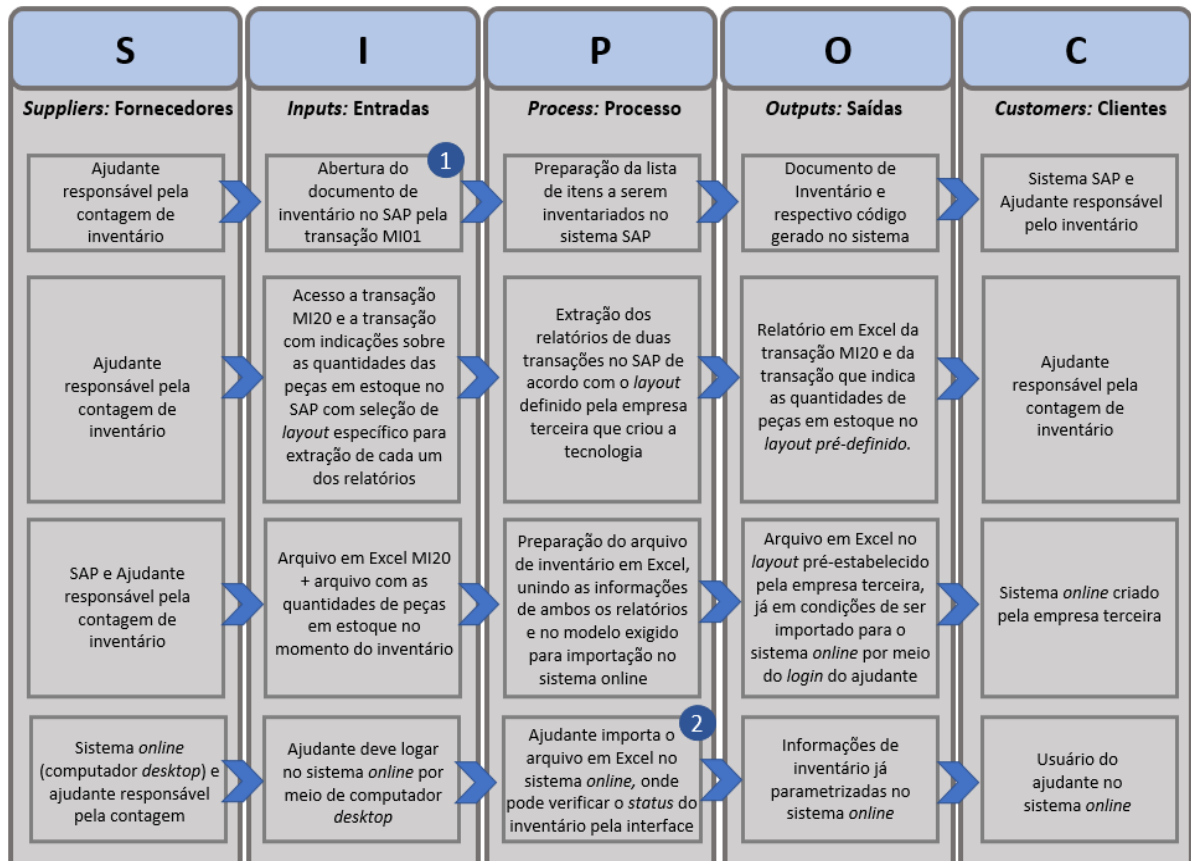 S
I
P
O
C
Suppliers: Fornecedores
Inputs: Entradas
Process: Processo
Outputs: Saídas
Customers: Clientes
Ajudante
responsável pela
contagem de
inventário
1
Abertura do
documento de
inventário no SAP pela
transação MI01
Preparação da lista
de itens a serem
inventariados no
sistema SAP
Documento de
Inventário e
respectivo código
gerado no sistema
Sistema SAP e
Ajudante responsável
pelo inventário
Ajudante
responsável pela
contagem de
inventário
Acesso a transação
MI20 e a transação
com indicações sobre
as quantidades das
peças em estoque no
SAP com seleção de
layout específico para
extração de cada um
dos relatórios
Extração dos
relatórios de duas
transações no SAP de
acordo com o layout
definido pela empresa
terceira que criou a
tecnologia
Relatório em Excel da
transação MI20 e da
transação que indica
as quantidades de
peças em estoque no
layout pré-definido.
Ajudante
responsável pela
contagem de
inventário
SAP e Ajudante
responsável pela
contagem de
inventário
Arquivo em Excel MI20
+ arquivo com as
quantidades de peças
em estoque no
momento do inventário
Preparação do arquivo
de inventário em Excel,
unindo as informações
de ambos os relatórios
e no modelo exigido
para importação no
sistema online
Arquivo em Excel no
layout pré-estabelecido
pela empresa terceira,
já em condições de ser
importado para o
sistema online por meio
do login do ajudante
Sistema online criado
pela empresa terceira
Sistema online
(computador desktop) e
ajudante responsável
pela contagem
Ajudante deve logar
no sistema online por
meio de computador
desktop
2
Ajudante importa o
arquivo em Excel no
sistema online, onde
pode verificar o status do
inventário pela interface
Informações de
inventário já
parametrizadas no
sistema online
Usuário do
ajudante no
sistema online